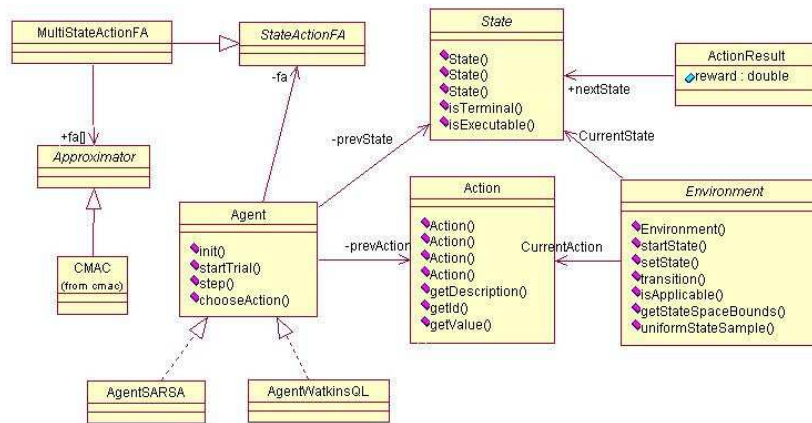 MultiStateActionFA
StateActionFA
-fa
+fa[]
Approximator
CMAC
(from cmac)
State
State()
State()
State()
isTerminal()
isExecutable()
ActionResult
reward : double
+nextState
-prevState
CurrentState
Agent
init()
startTrial()
step()
chooseAction()
-prevAction
Action
Action()
Action()
Action()
Action()
getDescription()
getId()
getValue()
CurrentAction
Environment
Environment()
startState()
setState()
transition()
isApplicable()
getStateSpaceBounds()
uniformStateSample()
AgentSARSA
AgentWatkinsQL